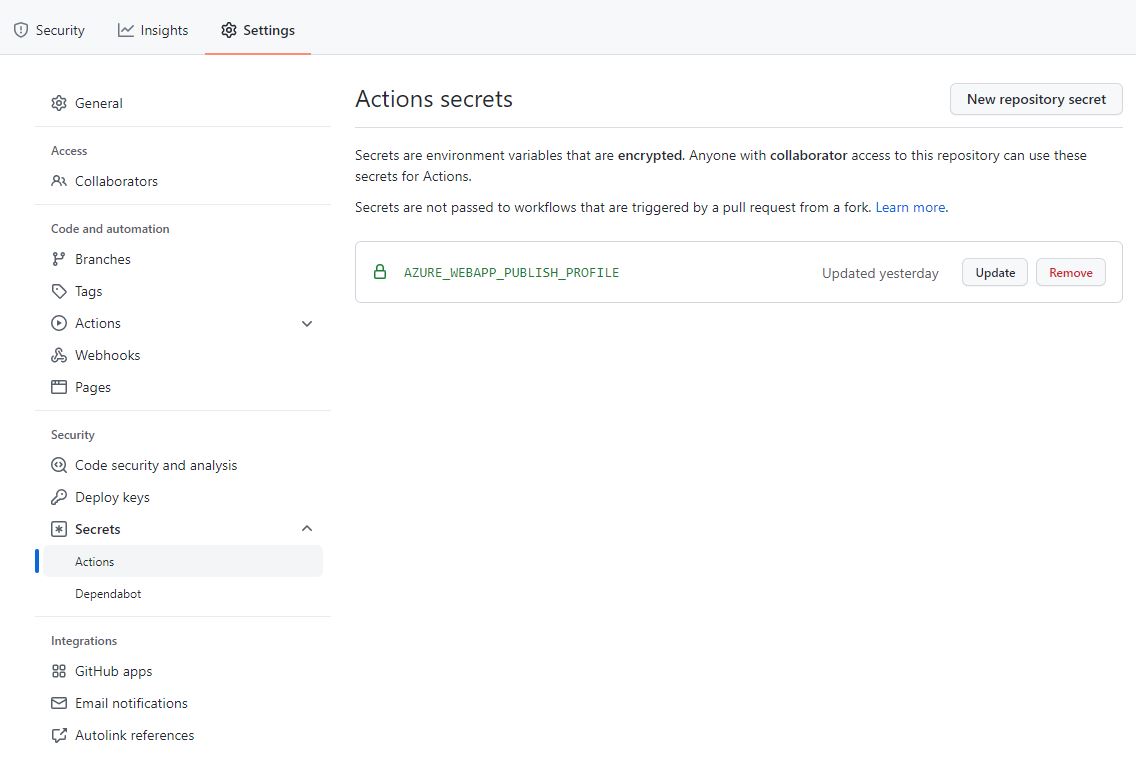 Security Insights Settings
General
Access
Collaborators
Code and automation
Branches
Tags
Actions
Webhooks
Pages
Security
Code security and analysis
Deploy keys
Secrets
Actions
Dependabot
Integrations
GitHub apps
Email notifications
Autolink references
Actions secrets
New repository secret
Secrets are environment variables that are encrypted. Anyone with collaborator access to this repository can use these
secrets for Actions.
Secrets are not passed to workflows that are triggered by a pull request from a fork. Learn more.
AZURE_WEBAPP_PUBLISH_PROFILE Updated yesterday Update Remove